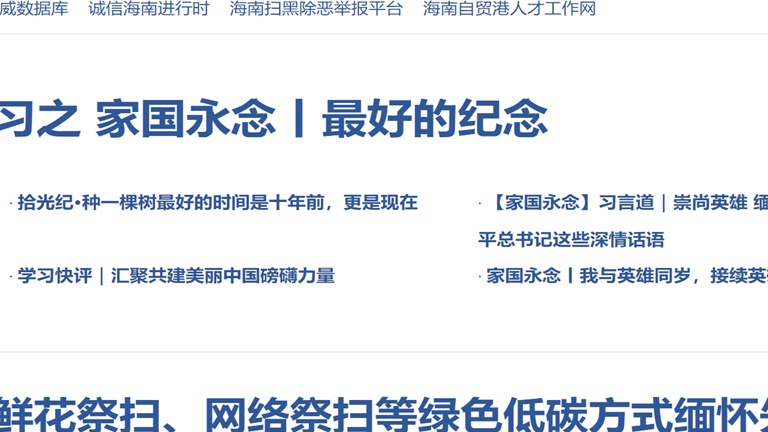 威数据库 诚信海南进行时 海南扫黑除恶举报平台 海南自贸港人才工作网
习之 家国永念丨最好的纪念
·拾光纪·种一棵树最好的时间是十年前，更是现在
·【家国永念】习言道｜崇尚英雄 缅
平总书记这些深情话语
·学习快评｜汇聚共建美丽中国磅礴力量
·家国永念丨我与英雄同岁，接续英
鲜花祭扫、网络祭扫等绿色低碳方式缅怀